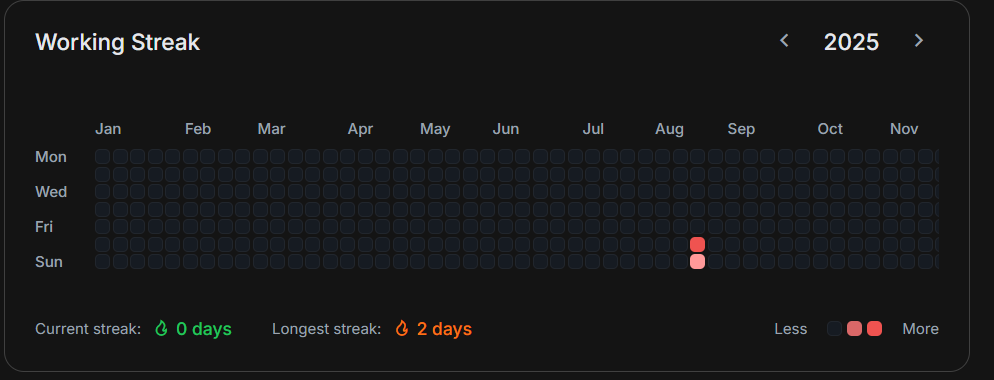 Working Streak
2025
Jan Feb Mar Apr May Jun Jul Aug Sep Oct Nov
Mon
Wed
Fri
Sun
Current streak: 0 days Longest streak: 2 days Less More